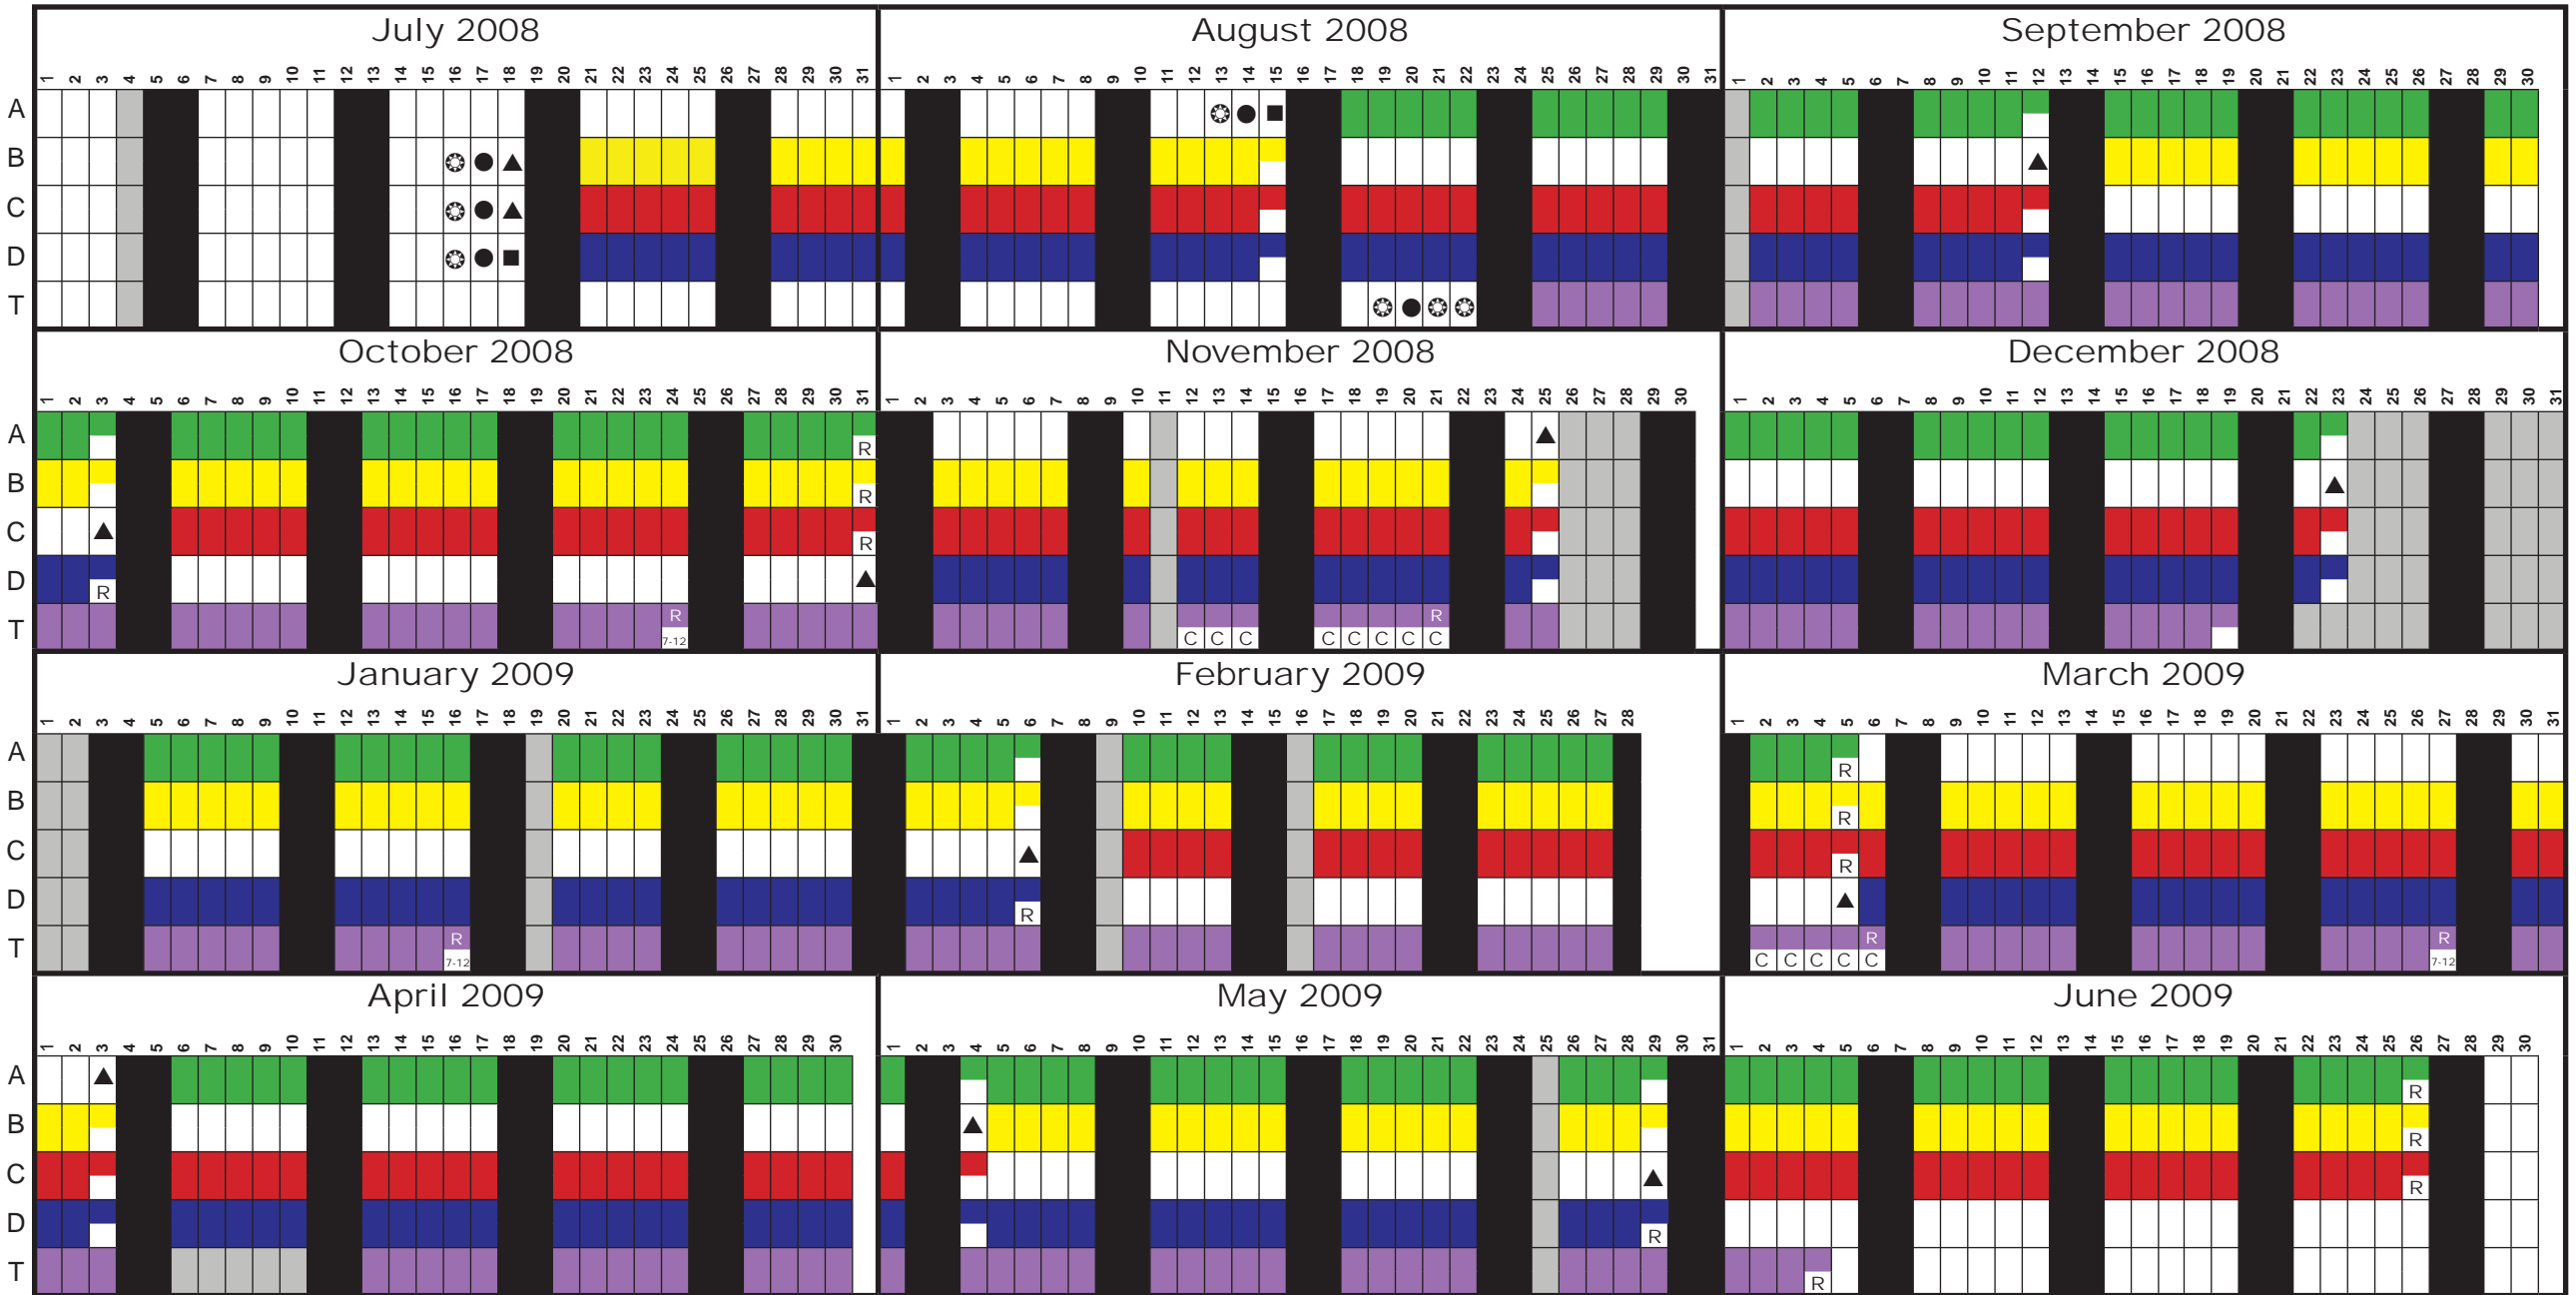 July 2008 August 2008 September 2008
1 2 3 4 5 6 7 8 9 10 11 12 13 14 15 16 17 18 19 20 21 22 23 24 25 26 27 28 29 30 31 1 2 3 4 5 6 7 8 9 10 11 12 13 14 15 16 17 18 19 20 21 22 23 24 25 26 27 28 29 30 31 1 2 3 4 5 6 7 8 9 10 11 12 13 14 15 16 17 18 19 20 21 22 23 24 25 26 27 28 29 30
A
B
C
D
T
October 2008 November 2008 December 2008
1 2 3 4 5 6 7 8 9 10 11 12 13 14 15 16 17 18 19 20 21 22 23 24 25 26 27 28 29 30 31 1 2 3 4 5 6 7 8 9 10 11 12 13 14 15 16 17 18 19 20 21 22 23 24 25 26 27 28 29 30 1 2 3 4 5 6 7 8 9 10 11 12 13 14 15 16 17 18 19 20 21 22 23 24 25 26 27 28 29 30 31
A R
B R
C R
D R
T R R
7-12 C C C C C C C C
January 2009 February 2009 March 2009
1 2 3 4 5 6 7 8 9 10 11 12 13 14 15 16 17 18 19 20 21 22 23 24 25 26 27 28 29 30 31 1 2 3 4 5 6 7 8 9 10 11 12 13 14 15 16 17 18 19 20 21 22 23 24 25 26 27 28 1 2 3 4 5 6 7 8 9 10 11 12 13 14 15 16 17 18 19 20 21 22 23 24 25 26 27 28 29 30 31
A R
B R
C R
D R
T R R R
7-12 C C C C C 7-12
April 2009 May 2009 June 2009
1 2 3 4 5 6 7 8 9 10 11 12 13 14 15 16 17 18 19 20 21 22 23 24 25 26 27 28 29 30 1 2 3 4 5 6 7 8 9 10 11 12 13 14 15 16 17 18 19 20 21 22 23 24 25 26 27 28 29 30 31 1 2 3 4 5 6 7 8 9 10 11 12 13 14 15 16 17 18 19 20 21 22 23 24 25 26 27 28 29 30
A R
B R
C R
D R
T R